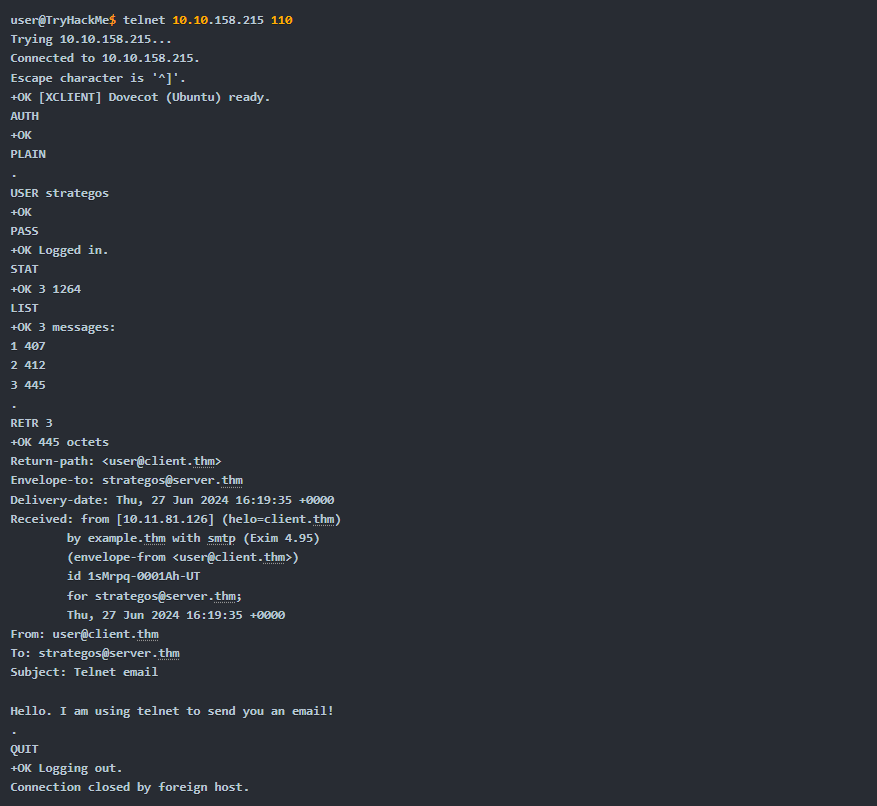 user@TryHackMe$ telnet 10.10.158.215 110
Trying 10.10.158.215...
Connected to 10.10.158.215.
Escape character is '^]'.
+OK [XCLIENT] Dovecot (Ubuntu) ready.
AUTH
+OK
PLAIN
.
USER strategos
+OK
PASS
+OK Logged in.
STAT
+OK 3 1264
LIST
+OK 3 messages:
1 407
2 412
3 445
.
RETR 3
+OK 445 octets
Return-path: <user@client.thm>
Envelope-to: strategos@server.thm
Delivery-date: Thu, 27 Jun 2024 16:19:35 +0000
Received: from [10.11.81.126] (helo=client.thm)
        by example.thm with smtp (Exim 4.95)
        (envelope-from <user@client.thm>)
        id 1sMrpq-0001Ah-UT
        for strategos@server.thm;
        Thu, 27 Jun 2024 16:19:35 +0000
From: user@client.thm
To: strategos@server.thm
Subject: Telnet email

Hello. I am using telnet to send you an email!
.
QUIT
+OK Logging out.
Connection closed by foreign host.